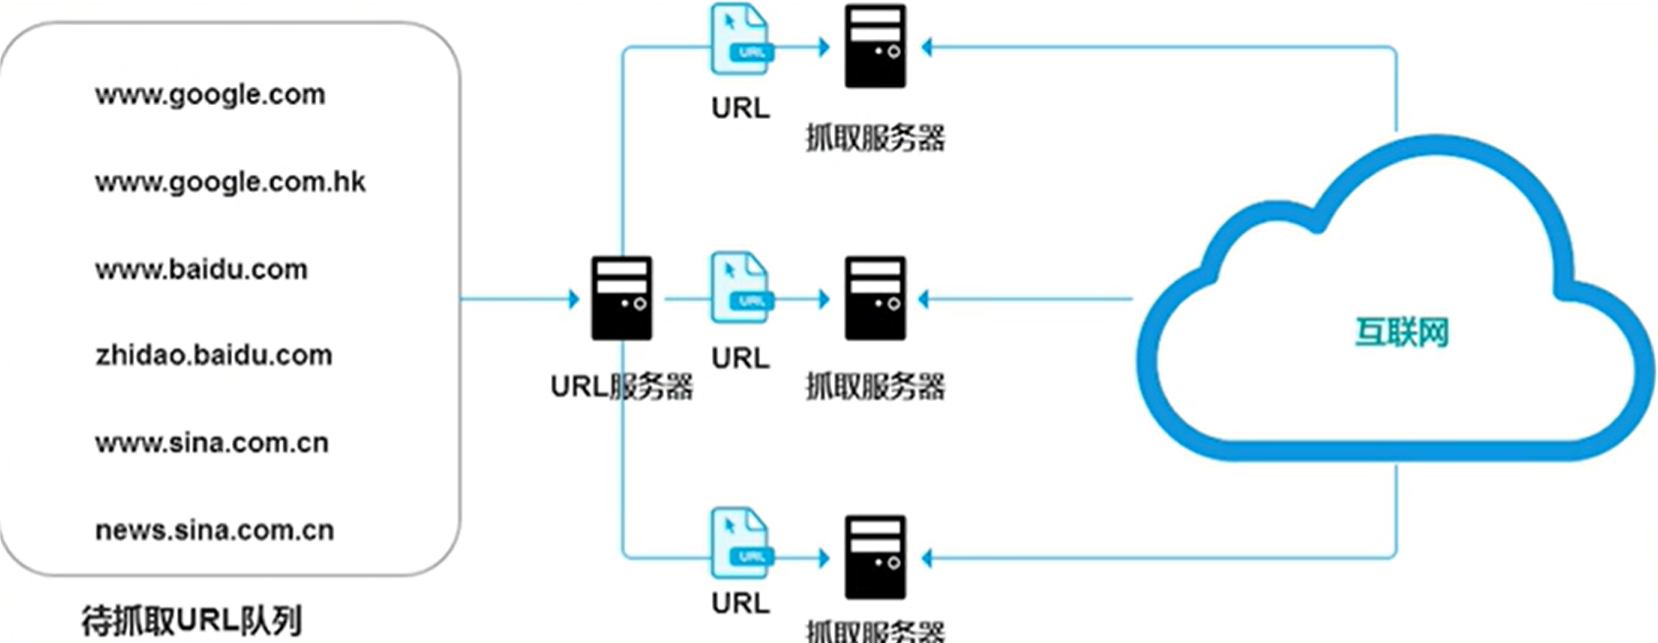 www.google.com
www.google.com.hk
www.baidu.com
zhidao.baidu.com
www.sina.com.cn
news.sina.com.cn
待抓取URL队列
URL服务器
URL
URL
抓取服务器
URL
URL
抓取服务器
URL
URL
抓取服务器
互联网